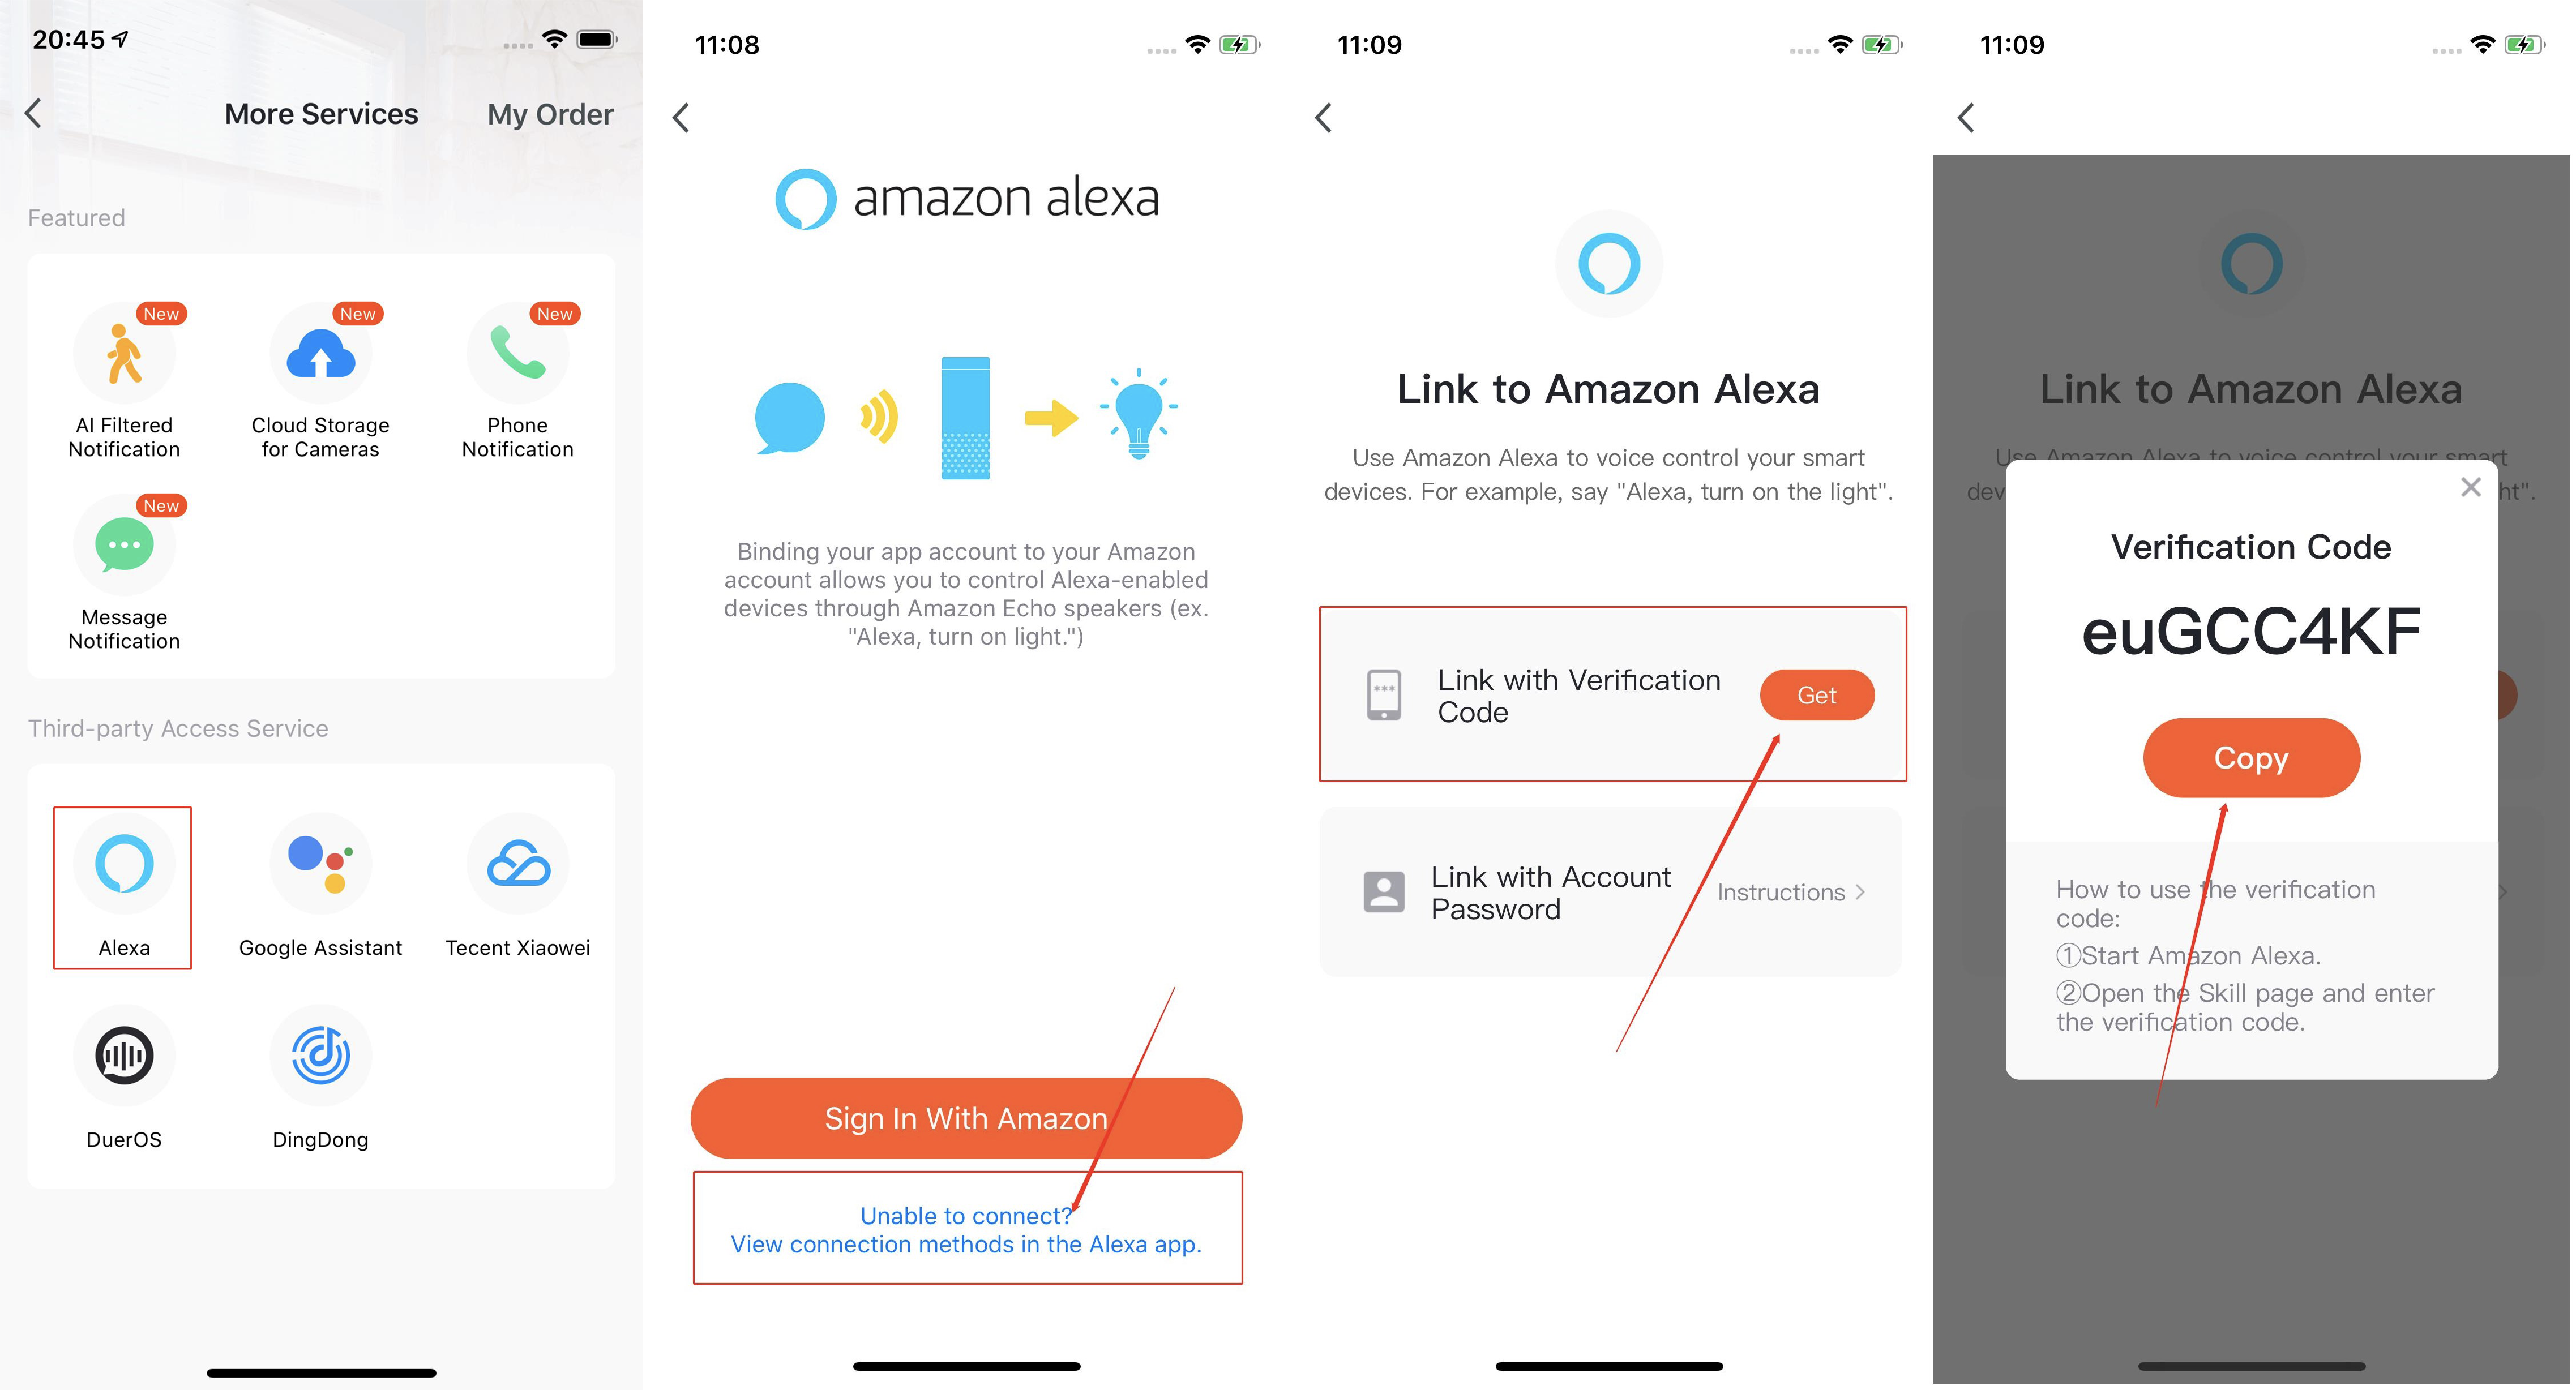 20:45
More Services
My Order
Featured
New
New
New
AI Filtered
Notification
Cloud Storage
for Cameras
Phone
Notification
New
Message
Notification
Third-party Access Service
Alexa
Google Assistant
Tecent Xiaowei
DuerOS
DingDong
11:08
amazon alexa
Binding your app account to your Amazon
account allows you to control Alexa-enabled
devices through Amazon Echo speakers (ex.
"Alexa, turn on light.")
Sign In With Amazon
Unable to connect?
View connection methods in the Alexa app.
11:09
Link to Amazon Alexa
Use Amazon Alexa to voice control your smart
devices. For example, say "Alexa, turn on the light".
***
Link with Verification
Code
Get
Link with Account
Password
Instructions
11:09
Link to Amazon Alexa
Use Amazon Alexa to voice control your smart
dev
ht".
Verification Code
euGCC4KF
Copy
How to use the verification
code:
①Start Amazon Alexa.
②Open the Skill page and enter
the verification code.